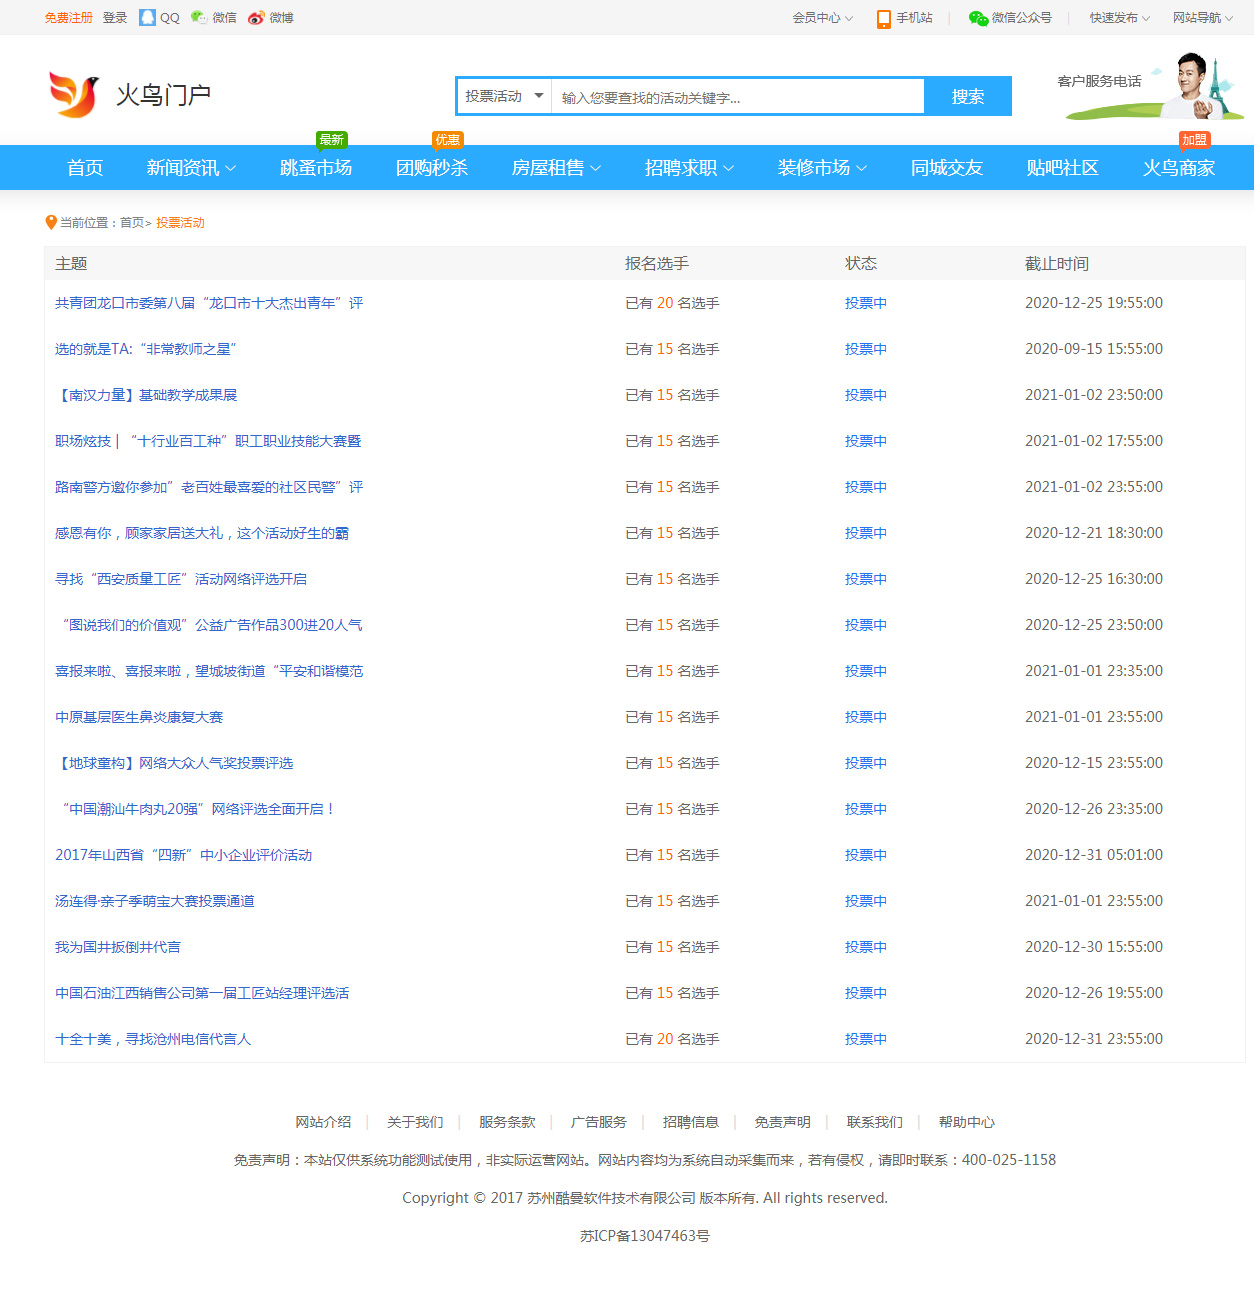 免费注册 登录 QQ 微信 微博 会员中心 手机站 | 微信公众号 | 快速发布 网站导航
火鸟门户 投票活动 输入您要查找的活动关键字... 搜索 客户服务电话
最新 优惠 加盟
首页 新闻资讯 跳蚤市场 团购秒杀 房屋租售 招聘求职 装修市场 同城交友 贴吧社区 火鸟商家
当前位置：首页> 投票活动
主题 报名选手 状态 截止时间
共青团龙口市委第八届“龙口市十大杰出青年”评 已有 20 名选手 投票中 2020-12-25 19:55:00
选的就是TA:“非常教师之星” 已有 15 名选手 投票中 2020-09-15 15:55:00
【南汉力量】基础教学成果展 已有 15 名选手 投票中 2021-01-02 23:50:00
职场炫技 | “十行业百工种”职工职业技能大赛暨 已有 15 名选手 投票中 2021-01-02 17:55:00
路南警方邀你参加”老百姓最喜爱的社区民警”评 已有 15 名选手 投票中 2021-01-02 23:55:00
感恩有你，顾家家居送大礼，这个活动好生的霸 已有 15 名选手 投票中 2020-12-21 18:30:00
寻找“西安质量工匠”活动网络评选开启 已有 15 名选手 投票中 2020-12-25 16:30:00
“图说我们的价值观”公益广告作品300进20人气 已有 15 名选手 投票中 2020-12-25 23:50:00
喜报来啦、喜报来啦，望城坡街道“平安和谐模范 已有 15 名选手 投票中 2021-01-01 23:35:00
中原基层医生鼻炎康复大赛 已有 15 名选手 投票中 2021-01-01 23:55:00
【地球童构】网络大众人气奖投票评选 已有 15 名选手 投票中 2020-12-15 23:55:00
“中国潮汕牛肉丸20强”网络评选全面开启！ 已有 15 名选手 投票中 2020-12-26 23:35:00
2017年山西省“四新”中小企业评价活动 已有 15 名选手 投票中 2020-12-31 05:01:00
汤连得·亲子季萌宝大赛投票通道 已有 15 名选手 投票中 2021-01-01 23:55:00
我为国井扳倒井代言 已有 15 名选手 投票中 2020-12-30 15:55:00
中国石油江西销售公司第一届工匠站经理评选活 已有 15 名选手 投票中 2020-12-26 19:55:00
十全十美，寻找沧州电信代言人 已有 20 名选手 投票中 2020-12-31 23:55:00
网站介绍 | 关于我们 | 服务条款 | 广告服务 | 招聘信息 | 免责声明 | 联系我们 | 帮助中心
免责声明：本站仅供系统功能测试使用，非实际运营网站。网站内容均为系统自动采集而来，若有侵权，请即时联系：400-025-1158
Copyright © 2017 苏州酷曼软件技术有限公司 版本所有. All rights reserved.
苏ICP备13047463号